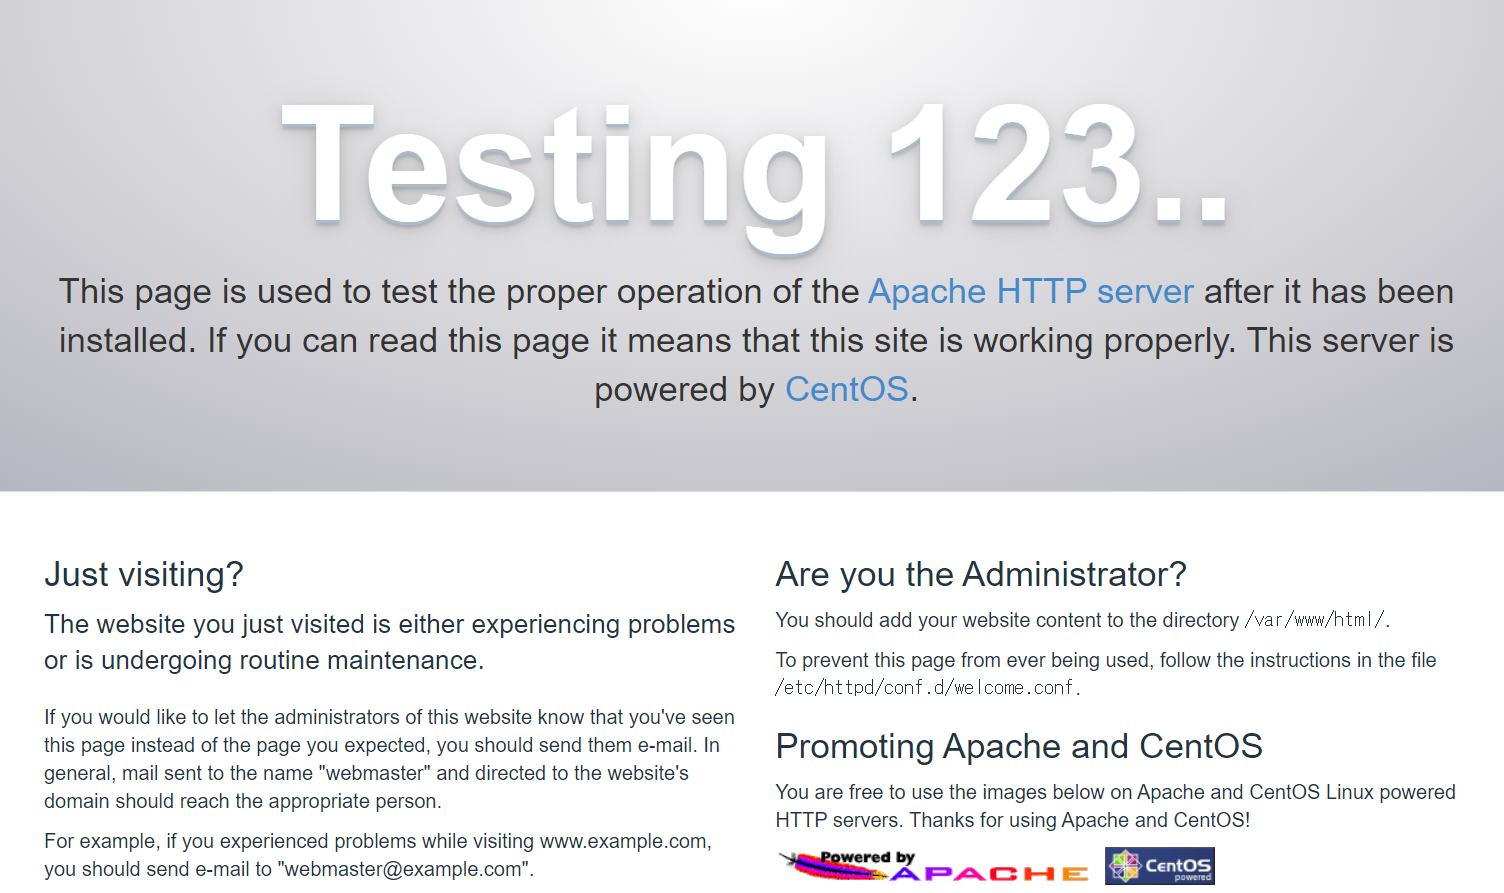 Testing 123..
This page is used to test the proper operation of the Apache HTTP server after it has been
installed. If you can read this page it means that this site is working properly. This server is
powered by CentOS.
Just visiting?
The website you just visited is either experiencing problems
or is undergoing routine maintenance.
If you would like to let the administrators of this website know that you've seen
this page instead of the page you expected, you should send them e-mail. In
general, mail sent to the name "webmaster" and directed to the website's
domain should reach the appropriate person.
For example, if you experienced problems while visiting www.example.com,
you should send e-mail to "webmaster@example.com".
Are you the Administrator?
You should add your website content to the directory /var/www/html/.
To prevent this page from ever being used, follow the instructions in the file
/etc/httpd/conf.d/welcome.conf.
Promoting Apache and CentOS
You are free to use the images below on Apache and CentOS Linux powered
HTTP servers. Thanks for using Apache and CentOS!
Powered by
APACHE
CentOS
powered